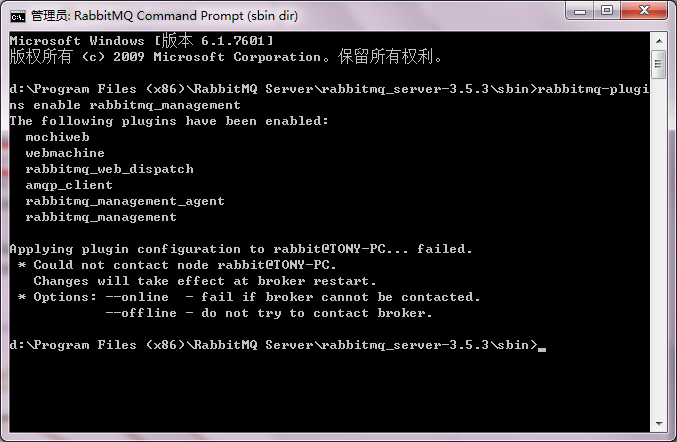 管理员: RabbitMQ Command Prompt (sbin dir)
Microsoft Windows [版本 6.1.7601]
版权所有 (c) 2009 Microsoft Corporation。保留所有权利。
d:\Program Files (x86)\RabbitMQ Server\rabbitmq_server-3.5.3\sbin>rabbitmq-plugi
ns enable rabbitmq_management
The following plugins have been enabled:
  mochiweb
  webmachine
  rabbitmq_web_dispatch
  amqp_client
  rabbitmq_management_agent
  rabbitmq_management
Applying plugin configuration to rabbit@TONY-PC... failed.
 * Could not contact node rabbit@TONY-PC.
   Changes will take effect at broker restart.
 * Options: --online  - fail if broker cannot be contacted.
            --offline - do not try to contact broker.
d:\Program Files (x86)\RabbitMQ Server\rabbitmq_server-3.5.3\sbin>